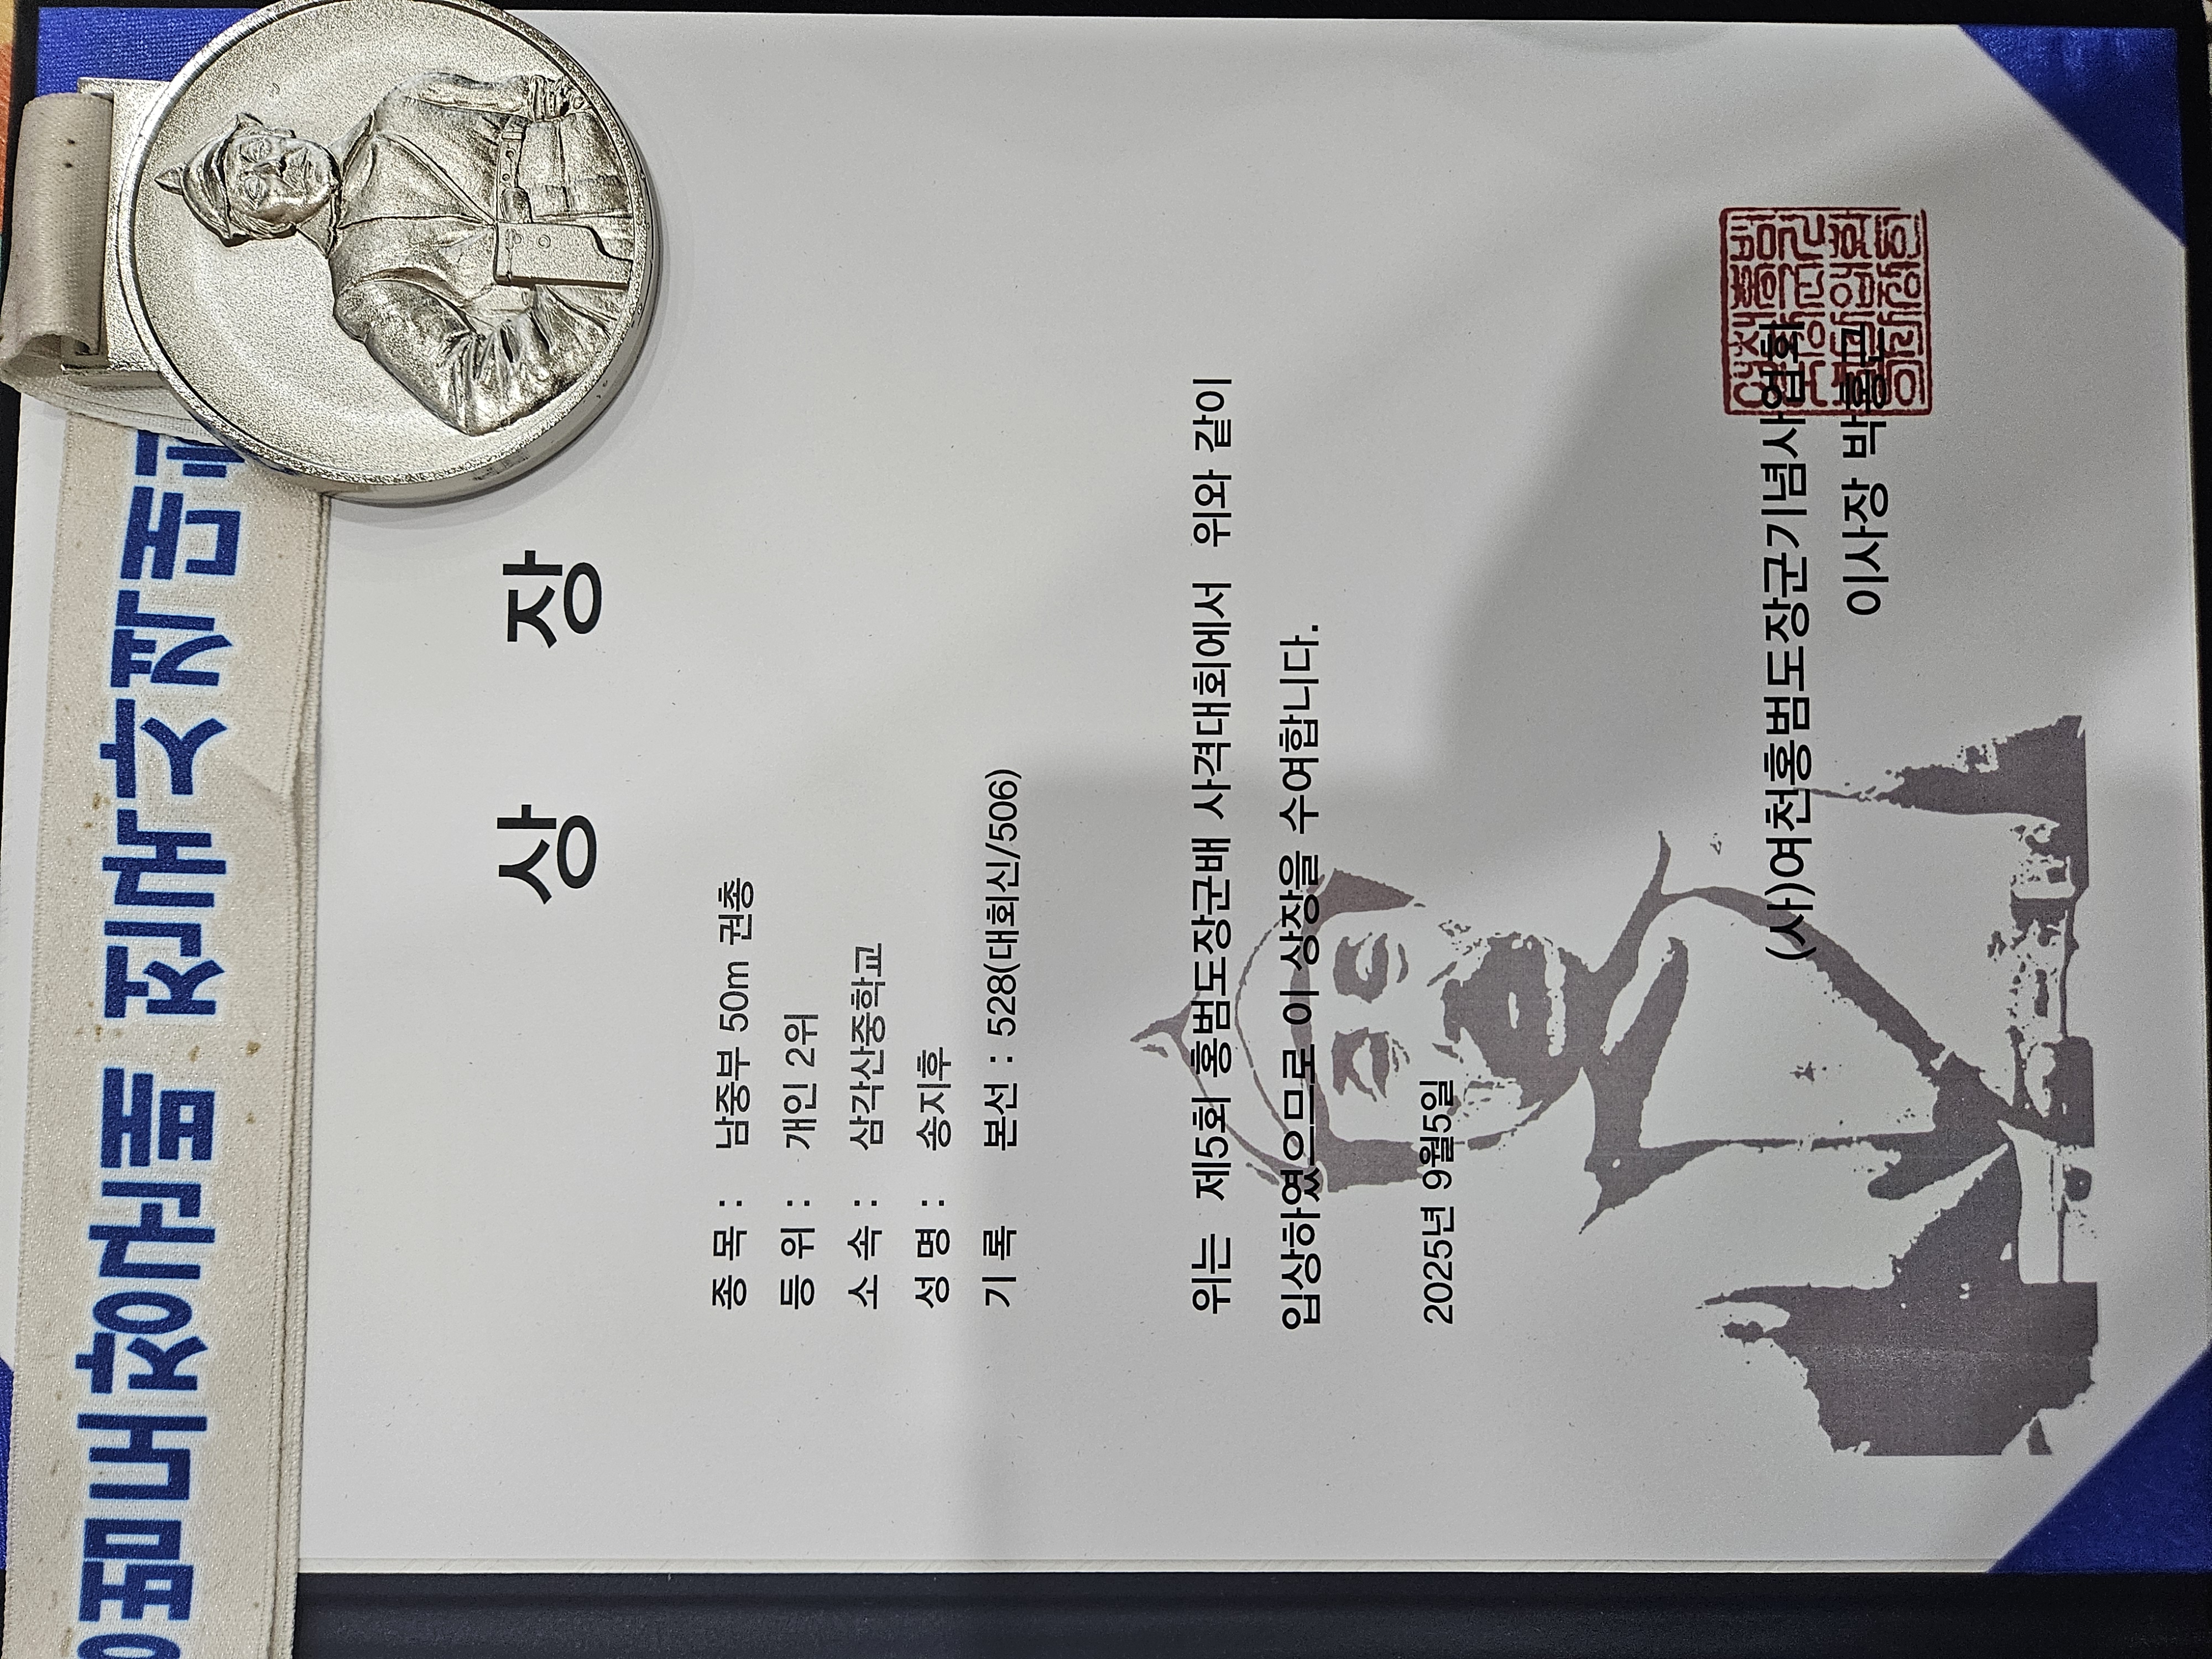 상 장
종 목 : 남중부 50m 권총
등 위 : 개인 2위
소 속 : 삼각산중학교
성 명 : 송지후
기 록 본선 : 528(대회신/506)
위는 제5회 홍범도장군배 사격대회에서 위와 같이
입상하였으므로 이 상장을 수여합니다.
2025년 9월5일
(사)여천홍범도장군기념사업회
이사장 박홍근